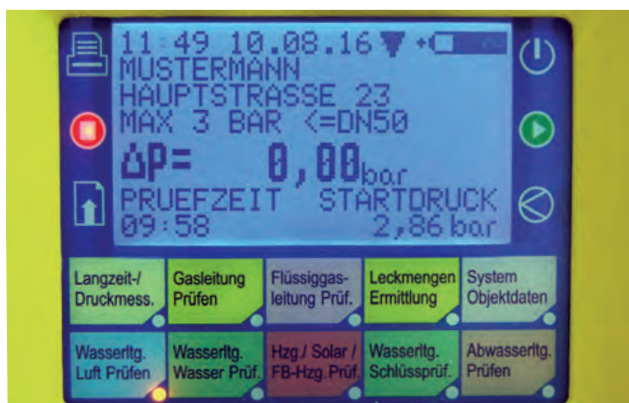 11:49 10.08.16
MUSTERMANN
HAUPTSTRASSE 23
MAX 3 BAR <=DN50
ΔP= 0,00bar
PRUEFZEIT STARTDRUCK
09:58 2,86 bar
Langzeit-/ Gasleitung Flüssiggas- Leckmengen System
Druckmess. Prüfen leitung Prüf. Ermittlung Objektdaten
Wasserltg. Wasserltg. Hzg./ Solar / Wasserltg. Abwasserltg.
Luft Prüfen Wasser Prüf. FB-Hzg. Prüf. Schlüssprüf. Prüfen